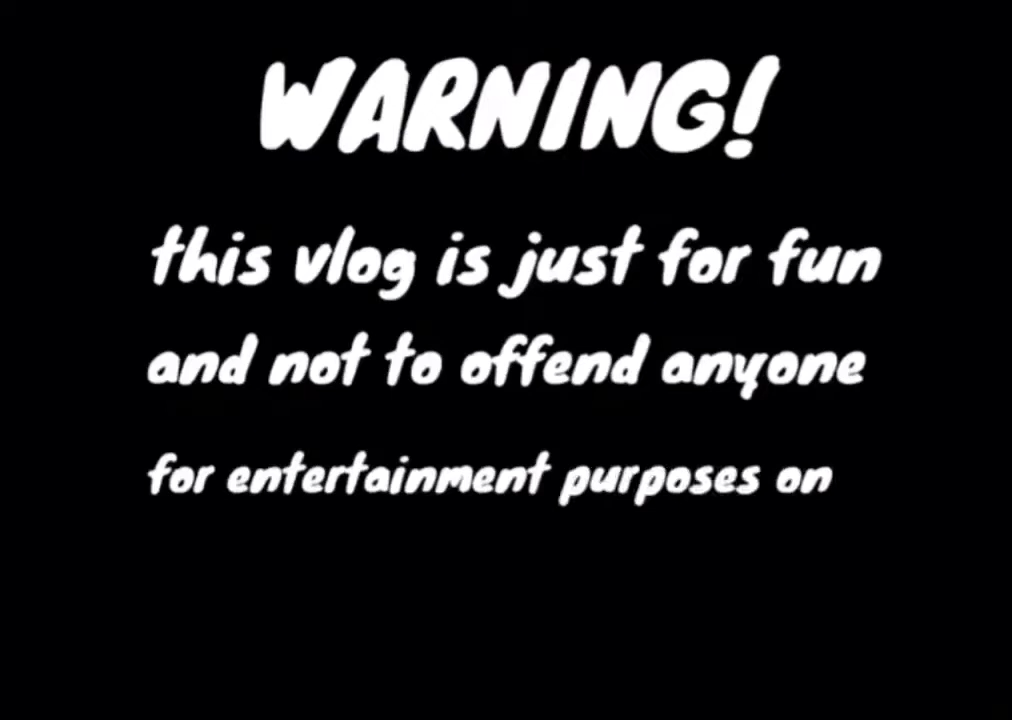 WARNING!
this vlog is just for fun
and not to offend anyone
for entertainment purposes on